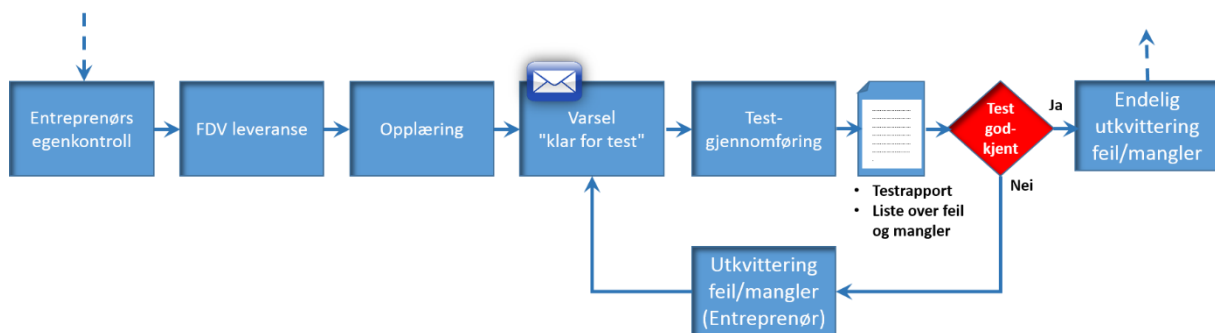 Entreprenørs
egenkontroll
FDV leveranse
Opplæring
Varsel
"klar for test"
Test-
gjennomføring
• Testrapport
• Liste over feil
og mangler
Test
god-
kjent
Ja
Nei
Endelig
utkvittering
feil/mangler
Utkvittering
feil/mangler
(Entreprenør)